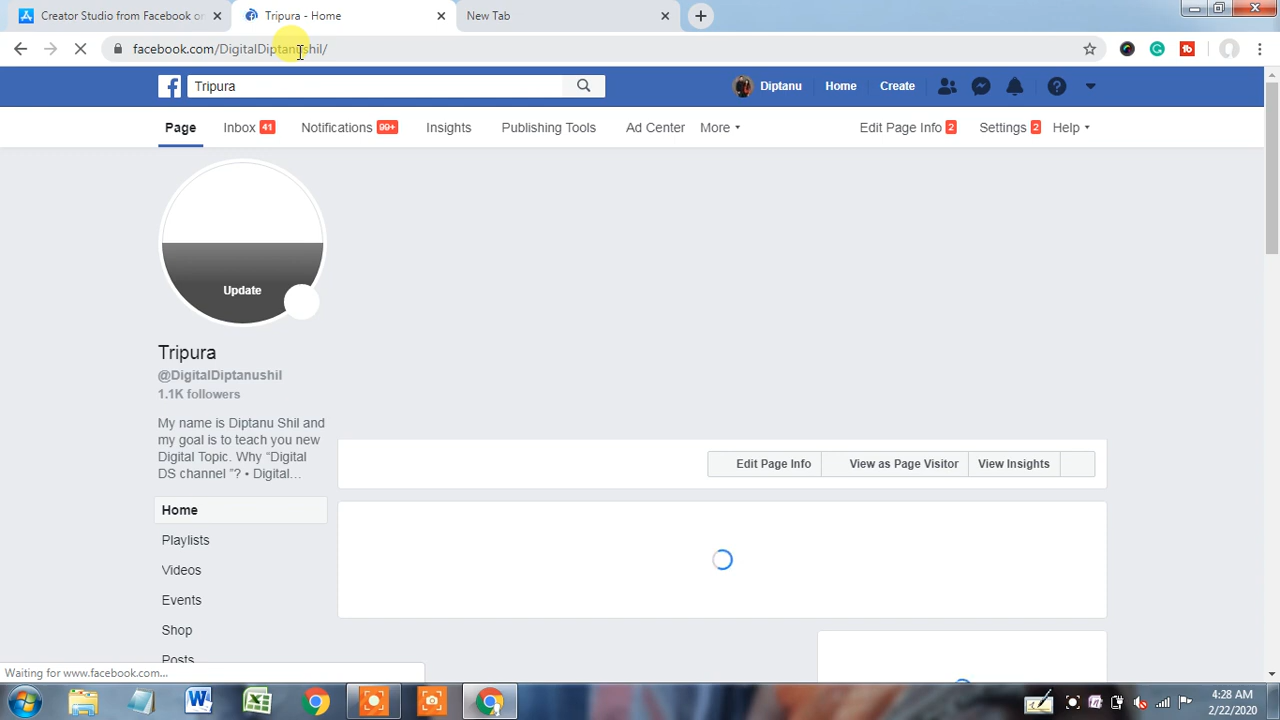 Creator Studio from Facebook or
Tripura - Home
New Tab
facebook.com/DigitalDiptanushil/
Tripura
Diptanu
Home
Create
Page
Inbox 41
Notifications 99+
Insights
Publishing Tools
Ad Center
More
Edit Page Info 2
Settings 2
Help
Update
Tripura
@DigitalDiptanushil
1.1K followers
My name is Diptanu Shil and
my goal is to teach you new
Digital Topic. Why “Digital
DS channel ”? • Digital…
Edit Page Info
View as Page Visitor
View Insights
Home
Playlists
Videos
Events
Shop
Posts
Waiting for www.facebook.com...
4:28 AM
2/22/2020